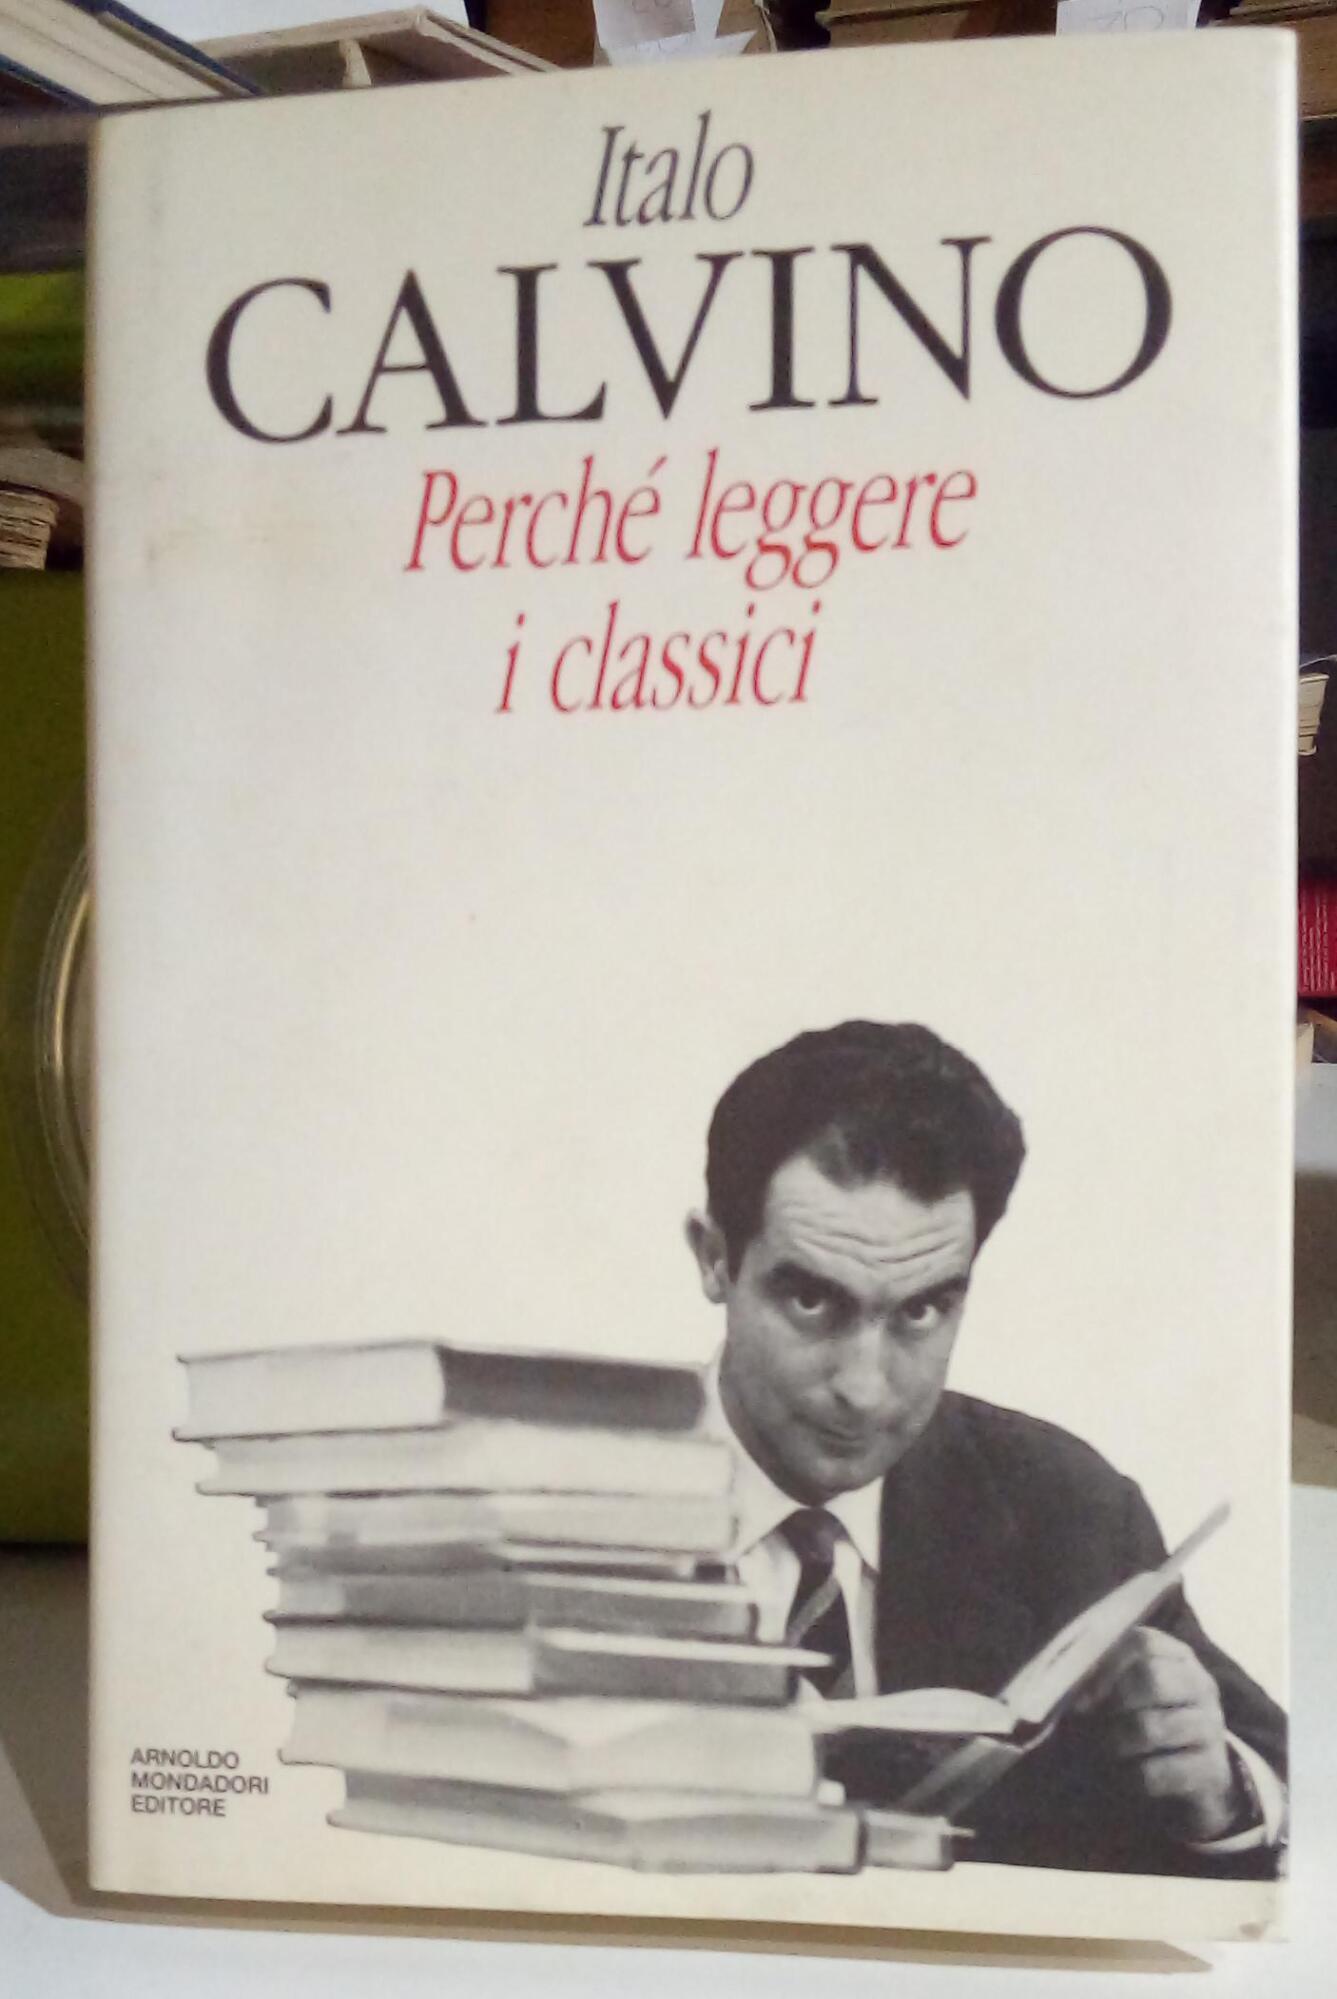 Italo
CALVINO
Perché leggere
i classici
ARNOLDO
MONDADORI
EDITORE